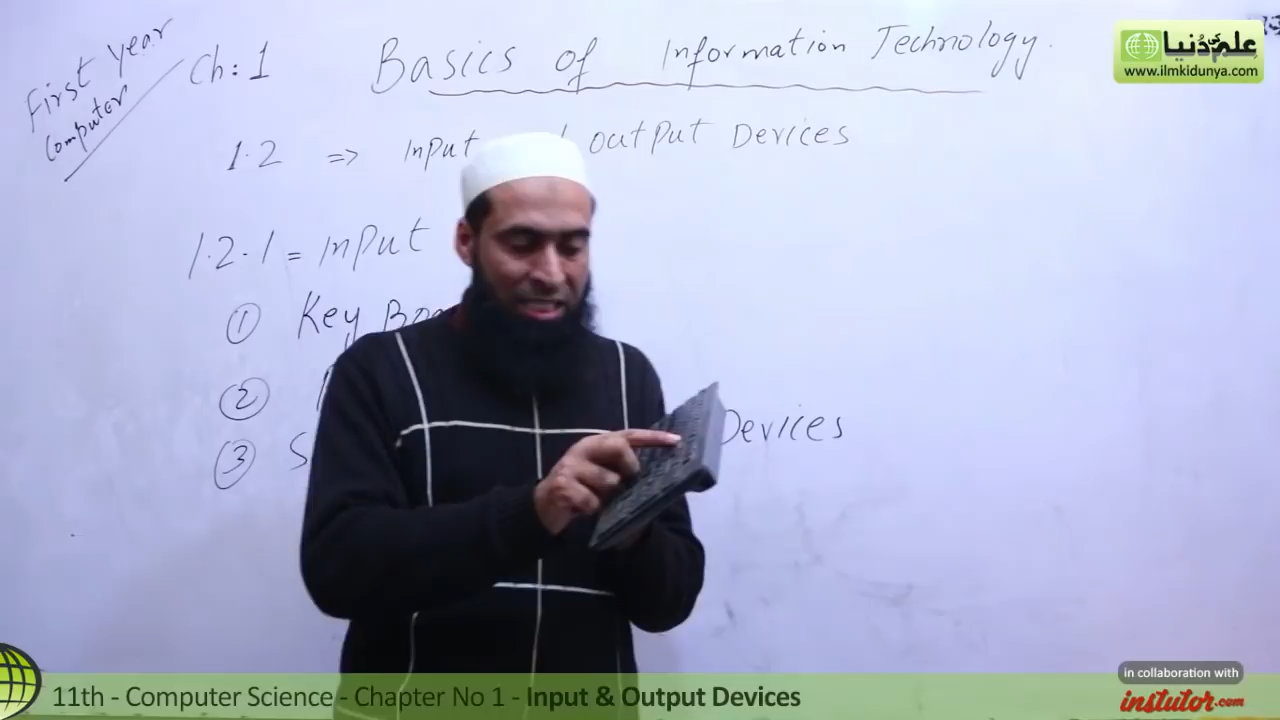 First Year
Computer
Ch: 1
Basics of Information Technology.
1.2 => Input output Devices
1.2.1 = Input
① Key
②
③ S Devices
علم کی دُنیا
www.ilmkidunya.com
11th - Computer Science - Chapter No 1 - Input & Output Devices
in collaboration with
instutor.com